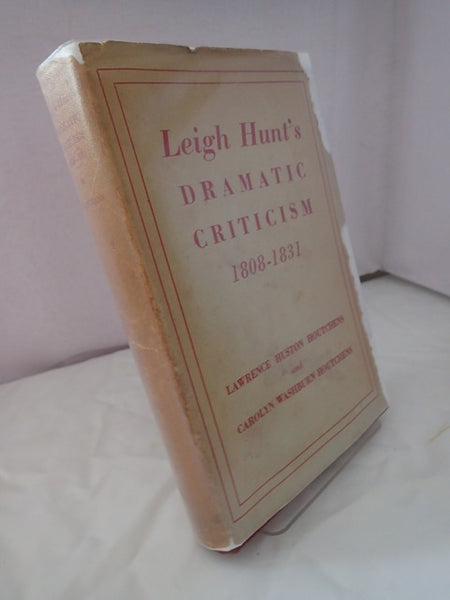 Leigh Hunt's
DRAMATIC
CRITICISM
1808-1831
LAWRENCE HUSTON HOUTCHENS
and
CAROLYN WASHBURN HOUTCHENS